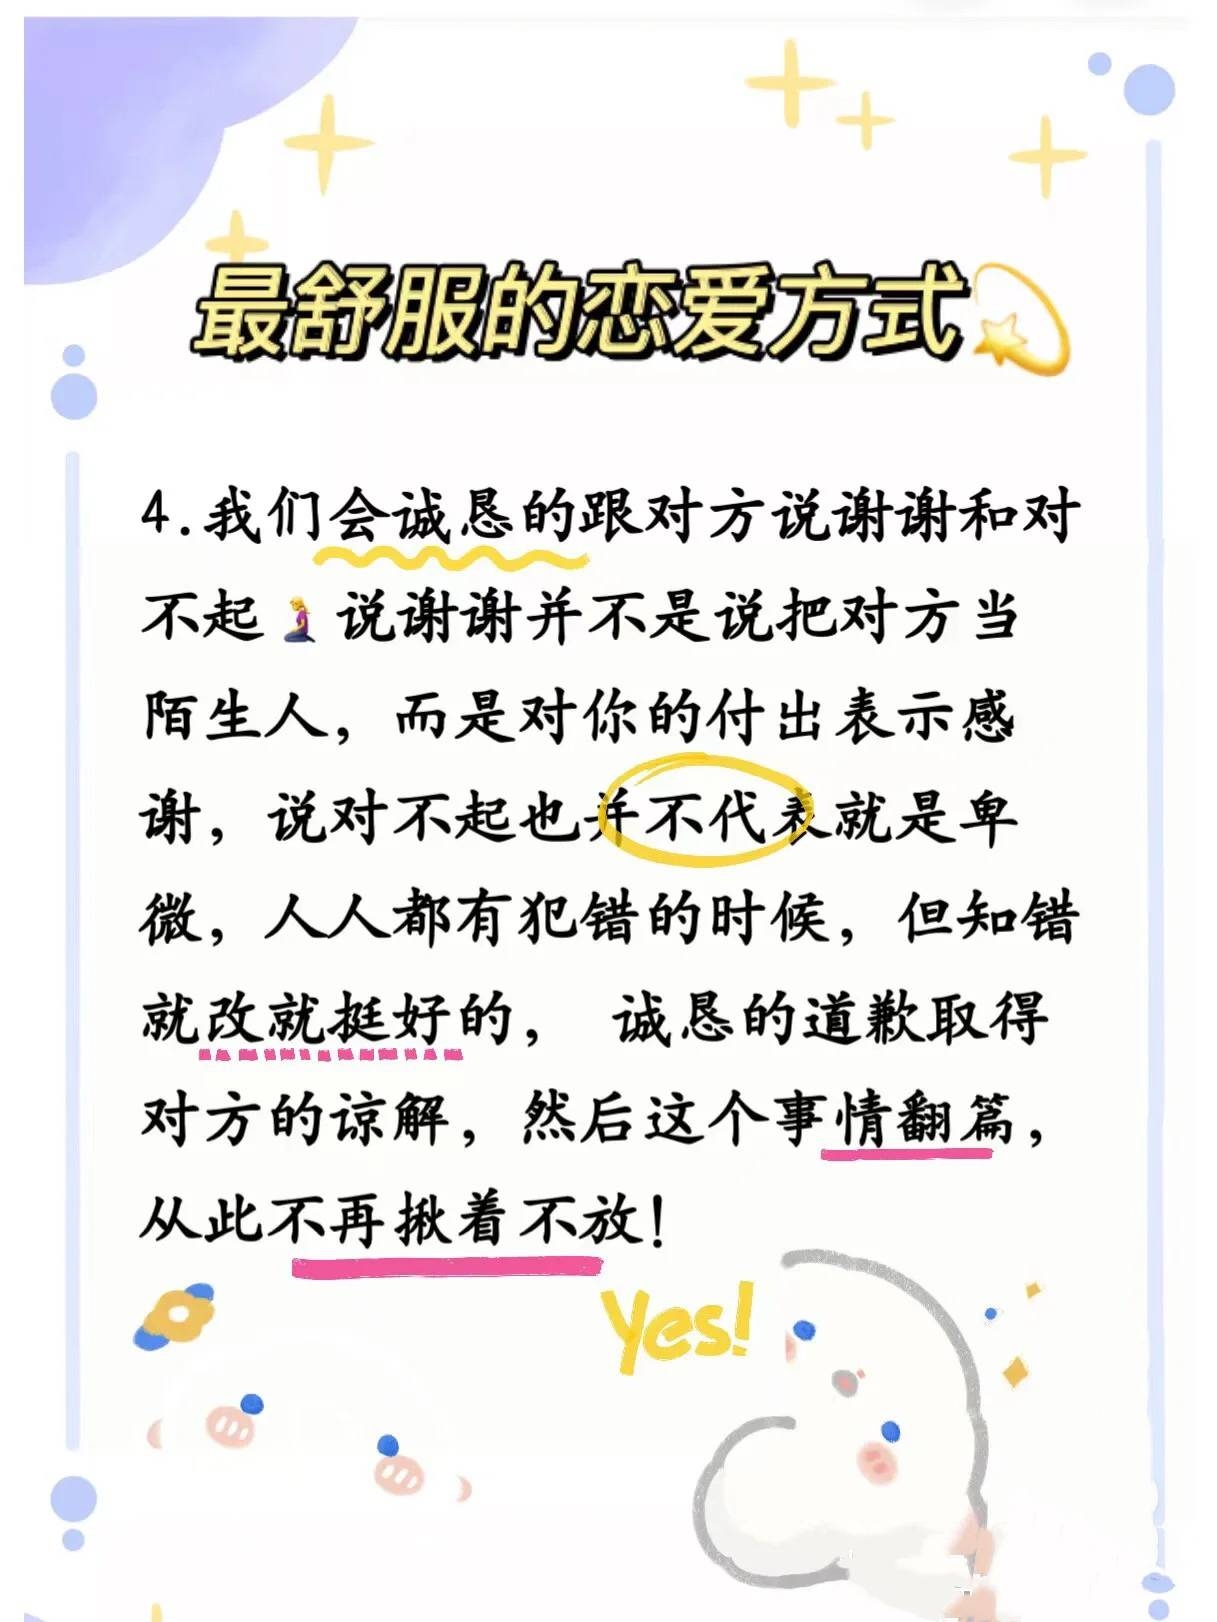 最舒服的恋爱方式
4.我们会诚恳的跟对方说谢谢和对
不起🧎‍♀️说谢谢并不是说把对方当
陌生人，而是对你的付出表示感
谢，说对不起也并不代表就是卑
微，人人都有犯错的时候，但知错
就改就挺好的， 诚恳的道歉取得
对方的谅解，然后这个事情翻篇，
从此不再揪着不放！
Yes!